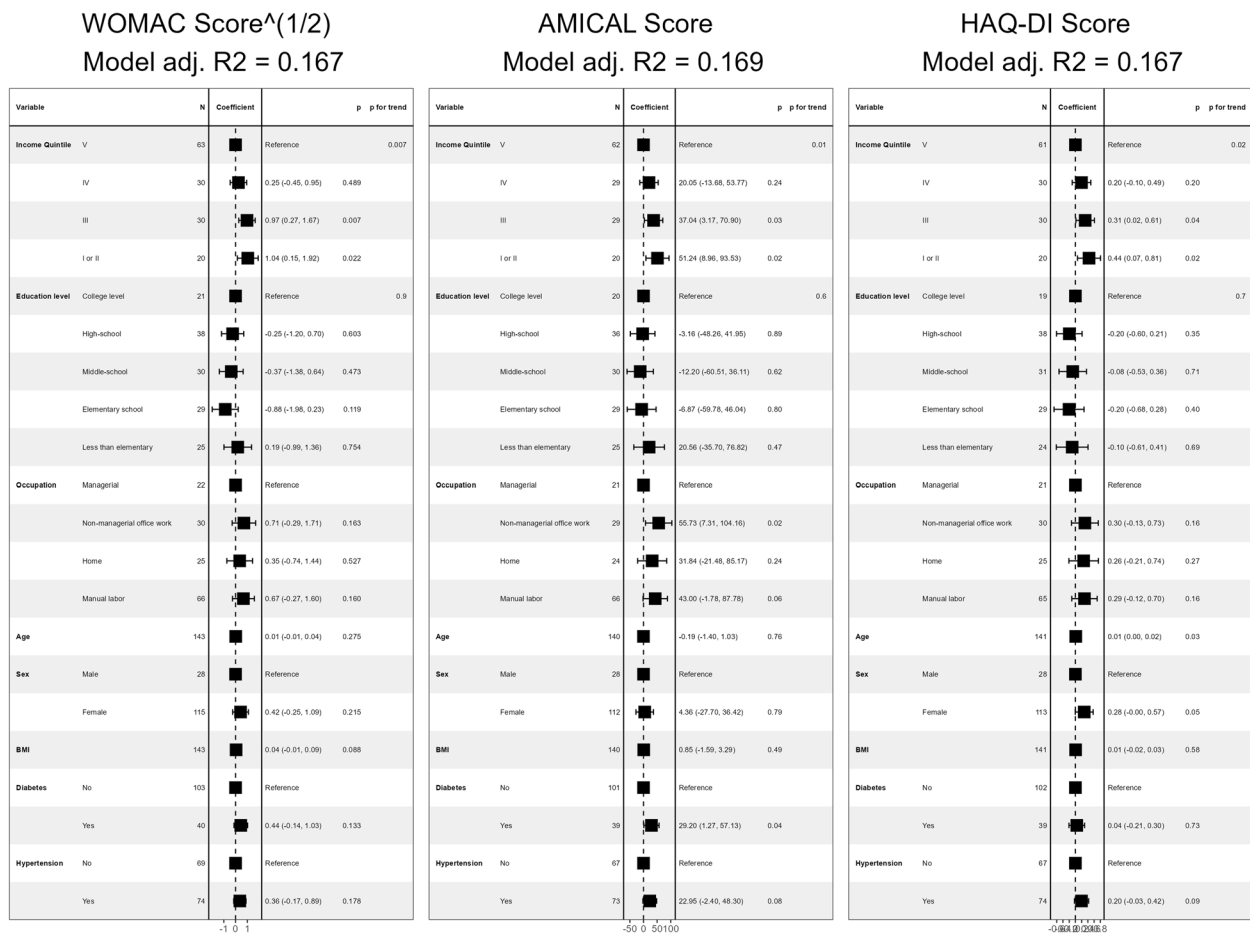 WOMAC Score^(1/2)
Model adj. R2 = 0.167
Variable N Coefficient p p for trend
Income Quintile V 63 Reference 0.007
IV 30 0.25 (-0.45, 0.95) 0.489
III 30 0.97 (0.27, 1.67) 0.007
I or II 20 1.04 (0.15, 1.92) 0.022
Education level College level 21 Reference 0.9
High-school 38 -0.25 (-1.20, 0.70) 0.603
Middle-school 30 -0.37 (-1.38, 0.64) 0.473
Elementary school 29 -0.88 (-1.98, 0.23) 0.119
Less than elementary 25 0.19 (-0.99, 1.36) 0.754
Occupation Managerial 22 Reference
Non-managerial office work 30 0.71 (-0.29, 1.71) 0.163
Home 25 0.35 (-0.74, 1.44) 0.527
Manual labor 66 0.67 (-0.27, 1.60) 0.160
Age 143 0.01 (-0.01, 0.04) 0.275
Sex Male 28 Reference
Female 115 0.42 (-0.25, 1.09) 0.215
BMI 143 0.04 (-0.01, 0.09) 0.088
Diabetes No 103 Reference
Yes 40 0.44 (-0.14, 1.03) 0.133
Hypertension No 69 Reference
Yes 74 0.36 (-0.17, 0.89) 0.178
-1 0 1
AMICAL Score
Model adj. R2 = 0.169
Variable N Coefficient p p for trend
Income Quintile V 62 Reference 0.01
IV 29 20.05 (-13.68, 53.77) 0.24
III 29 37.04 (3.17, 70.90) 0.03
I or II 20 51.24 (8.96, 93.53) 0.02
Education level College level 20 Reference 0.6
High-school 36 -3.16 (-48.26, 41.95) 0.89
Middle-school 30 -12.20 (-60.51, 36.11) 0.62
Elementary school 29 -6.87 (-59.78, 46.04) 0.80
Less than elementary 25 20.56 (-35.70, 76.82) 0.47
Occupation Managerial 21 Reference
Non-managerial office work 29 55.73 (7.31, 104.16) 0.02
Home 24 31.84 (-21.48, 85.17) 0.24
Manual labor 66 43.00 (-1.78, 87.78) 0.06
Age 140 -0.19 (-1.40, 1.03) 0.76
Sex Male 28 Reference
Female 112 4.36 (-27.70, 36.42) 0.79
BMI 140 0.85 (-1.59, 3.29) 0.49
Diabetes No 101 Reference
Yes 39 29.20 (1.27, 57.13) 0.04
Hypertension No 67 Reference
Yes 73 22.95 (-2.40, 48.30) 0.08
-50 0 50100
HAQ-DI Score
Model adj. R2 = 0.167
Variable N Coefficient p p for trend
Income Quintile V 61 Reference 0.02
IV 30 0.20 (-0.10, 0.49) 0.20
III 30 0.31 (0.02, 0.61) 0.04
I or II 20 0.44 (0.07, 0.81) 0.02
Education level College level 19 Reference 0.7
High-school 38 -0.20 (-0.60, 0.21) 0.35
Middle-school 31 -0.08 (-0.53, 0.36) 0.71
Elementary school 29 -0.20 (-0.68, 0.28) 0.40
Less than elementary 24 -0.10 (-0.61, 0.41) 0.69
Occupation Managerial 21 Reference
Non-managerial office work 30 0.30 (-0.13, 0.73) 0.16
Home 25 0.26 (-0.21, 0.74) 0.27
Manual labor 65 0.29 (-0.12, 0.70) 0.16
Age 141 0.01 (0.00, 0.02) 0.03
Sex Male 28 Reference
Female 113 0.28 (-0.00, 0.57) 0.05
BMI 141 0.01 (-0.02, 0.03) 0.58
Diabetes No 102 Reference
Yes 39 0.04 (-0.21, 0.30) 0.73
Hypertension No 67 Reference
Yes 74 0.20 (-0.03, 0.42) 0.09